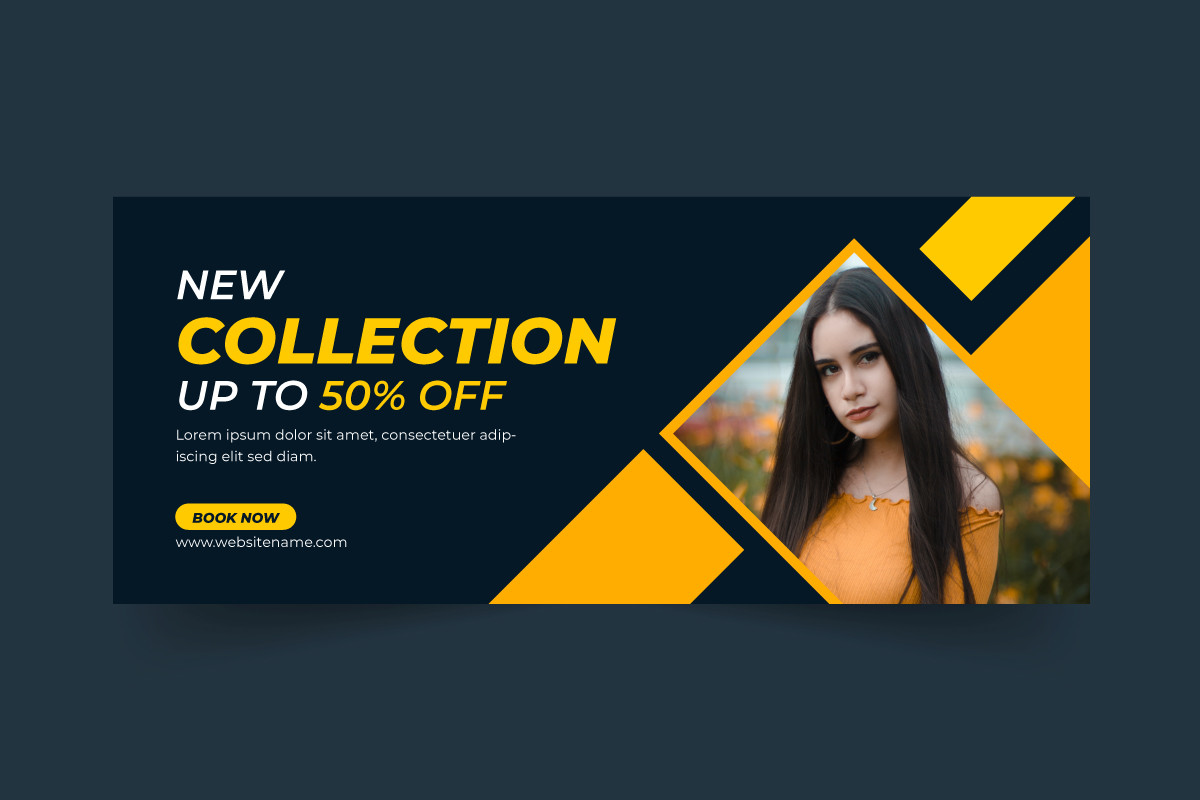 NEW
COLLECTION
UP TO 50% OFF
Lorem ipsum dolor sit amet, consectetuer adip-
iscing elit sed diam.
BOOK NOW
www.websitename.com